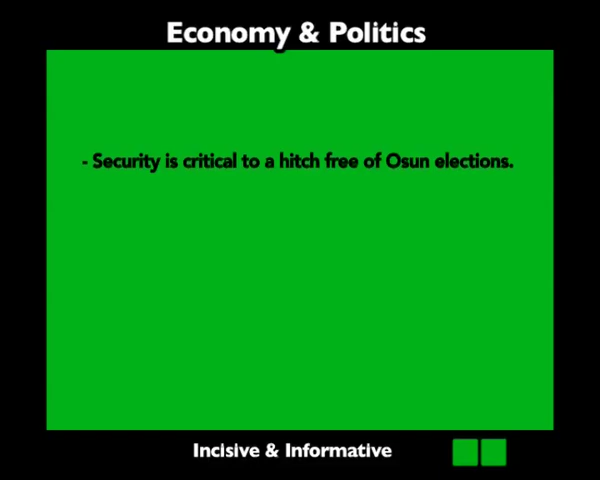 Economy & Politics
- Security is critical to a hitch free of Osun elections.
Incisive & Informative